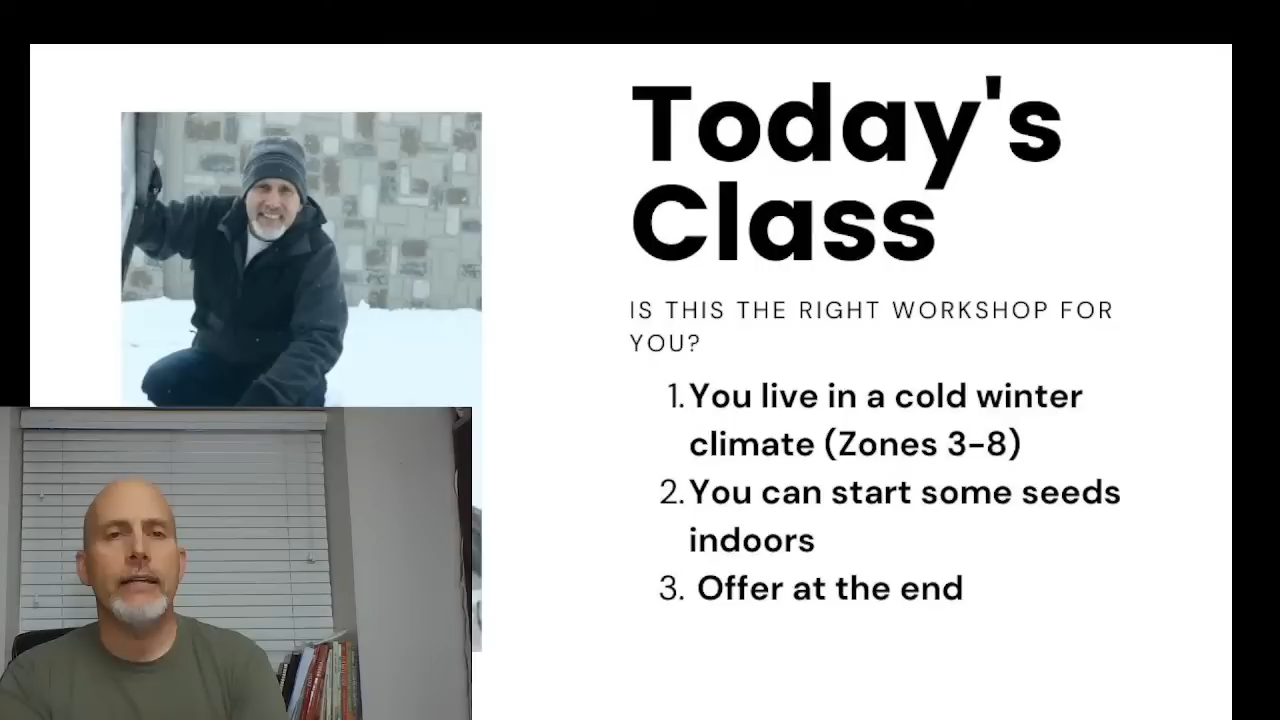 Today's
Class
IS THIS THE RIGHT WORKSHOP FOR
YOU?
1. You live in a cold winter
climate (Zones 3-8)
2. You can start some seeds
indoors
3. Offer at the end